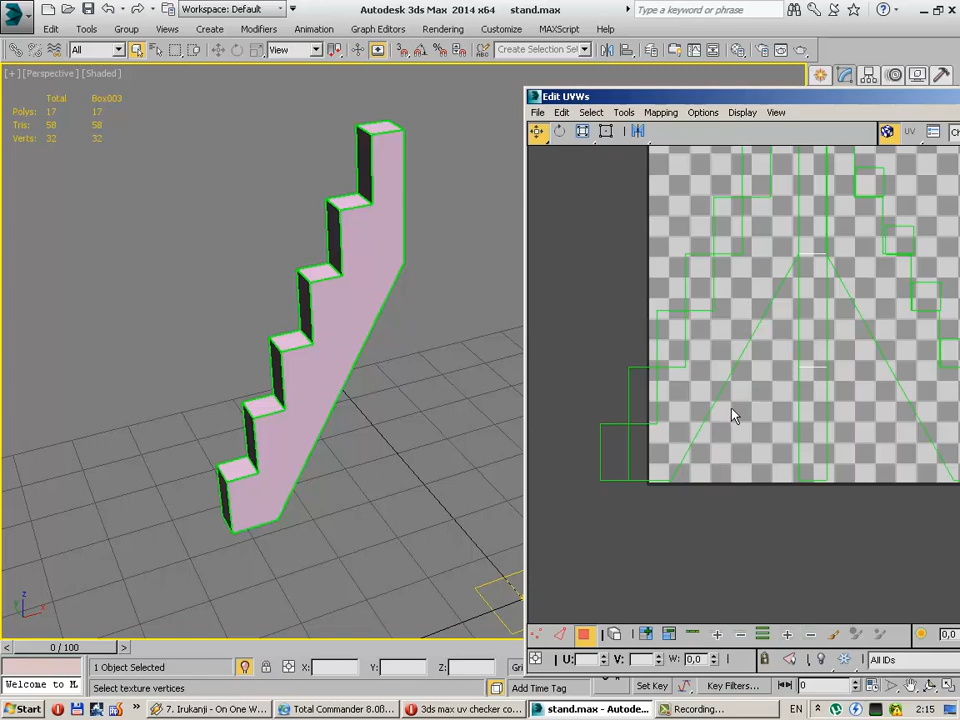 Workspace: Default
Autodesk 3ds Max 2014 x64
stand.max
Type a keyword or phrase
Edit Tools Group Views Create Modifiers Animation Graph Editors Rendering Customize MAXScript Help
All
View
Create Selection Se
[+] [Perspective] [Shaded]
Total Box003
Polys: 17 17
Tris: 58 58
Verts: 32 32
Edit UVWs
File Edit Select Tools Mapping Options Display View
UV
z
x
0 / 100
1 Object Selected
X:
Y:
Z:
U:
V:
W: 0,0
All IDs
0,0
Welcome to M
Select texture vertices
Add Time Tag
Set Key
Key Filters...
0
Start
7. Irukanji - On One W...
Total Commander 8.0...
3ds max uv checker co...
stand.max - Autodes...
Recording...
EN
2:15